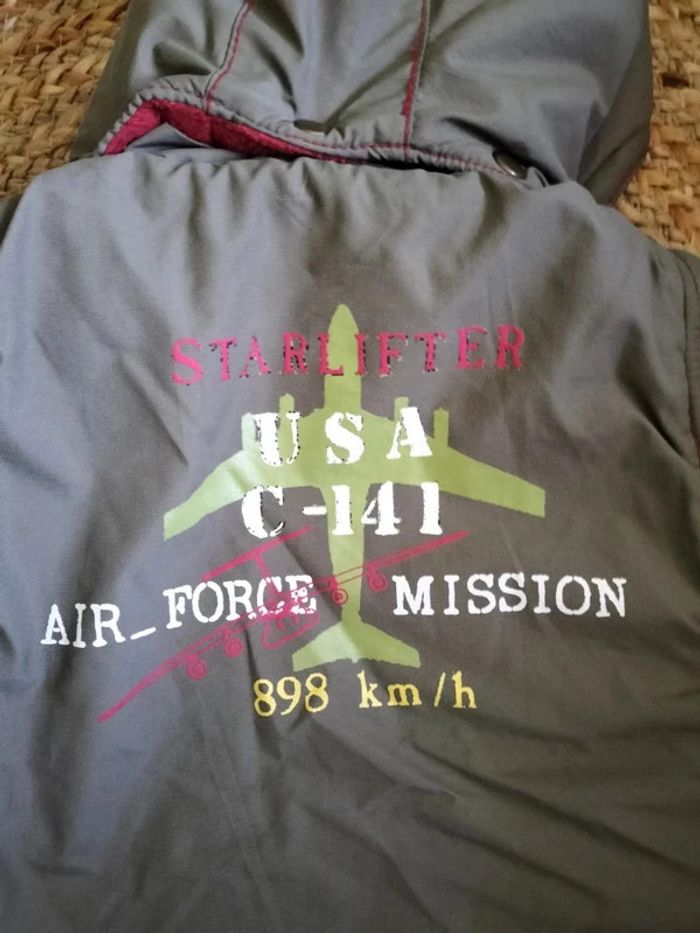 STARLIFTER
USA
C-141
AIR_FORCE MISSION
898 km/h